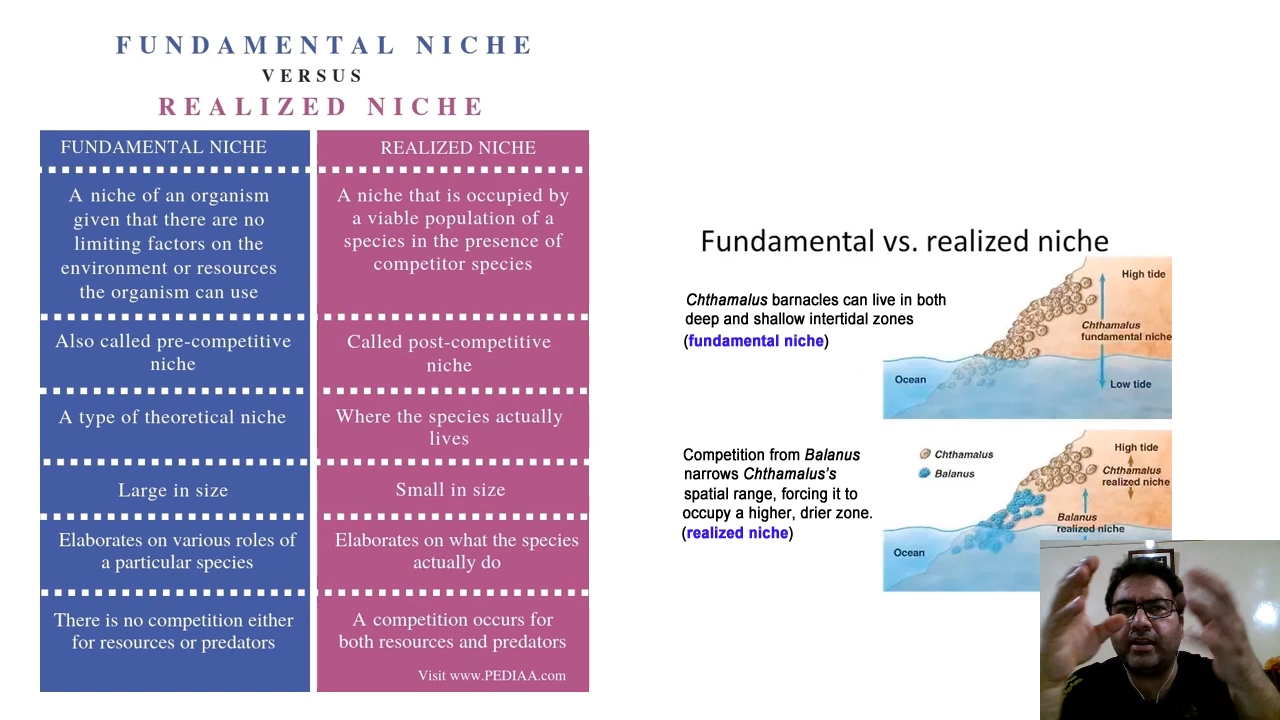 FUNDAMENTAL NICHE
VERSUS
REALIZED NICHE
FUNDAMENTAL NICHE
A niche of an organism
given that there are no
limiting factors on the
environment or resources
the organism can use
Also called pre-competitive
niche
A type of theoretical niche
Large in size
Elaborates on various roles of
a particular species
There is no competition either
for resources or predators
REALIZED NICHE
A niche that is occupied by
a viable population of a
species in the presence of
competitor species
Called post-competitive
niche
Where the species actually
lives
Small in size
Elaborates on what the species
actually do
A competition occurs for
both resources and predators
Visit www.PEDIAA.com
Fundamental vs. realized niche
Chthamalus barnacles can live in both
deep and shallow intertidal zones
(fundamental niche)
High tide
Chthamalus
fundamental niche
Ocean
Low tide
Competition from Balanus
narrows Chthamalus's
spatial range, forcing it to
occupy a higher, drier zone.
(realized niche)
Chthamalus
Balanus
High tide
Chthamalus
realized niche
Balanus
realized niche
Ocean